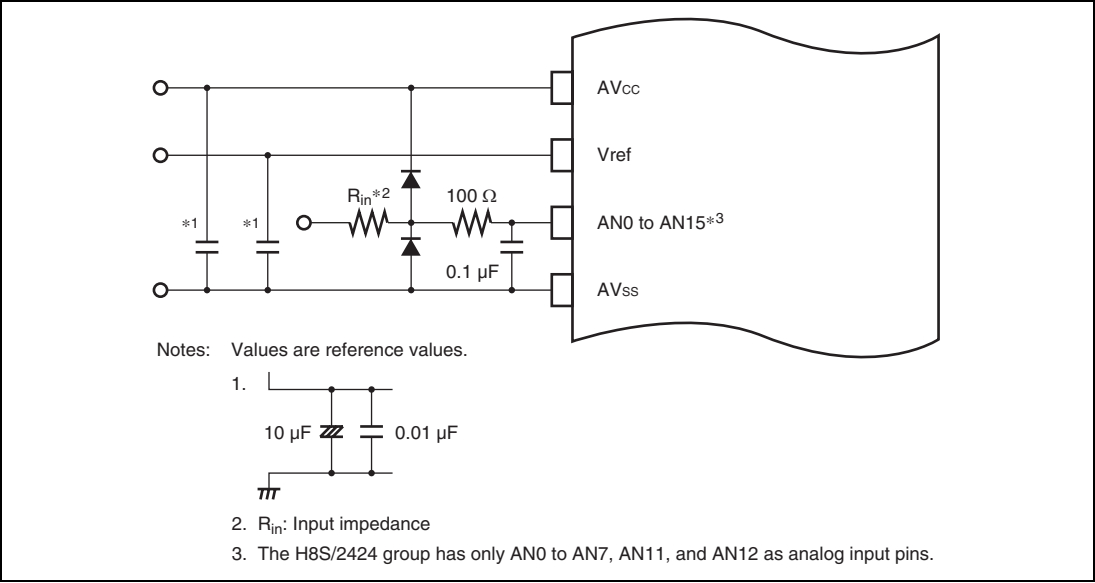 AVCC
Vref
Rin*2 100 Ω
*1 *1 AN0 to AN15*3
0.1 µF
AVSS
Notes: Values are reference values.
1.
10 µF 0.01 µF
2. Rin: Input impedance
3. The H8S/2424 group has only AN0 to AN7, AN11, and AN12 as analog input pins.